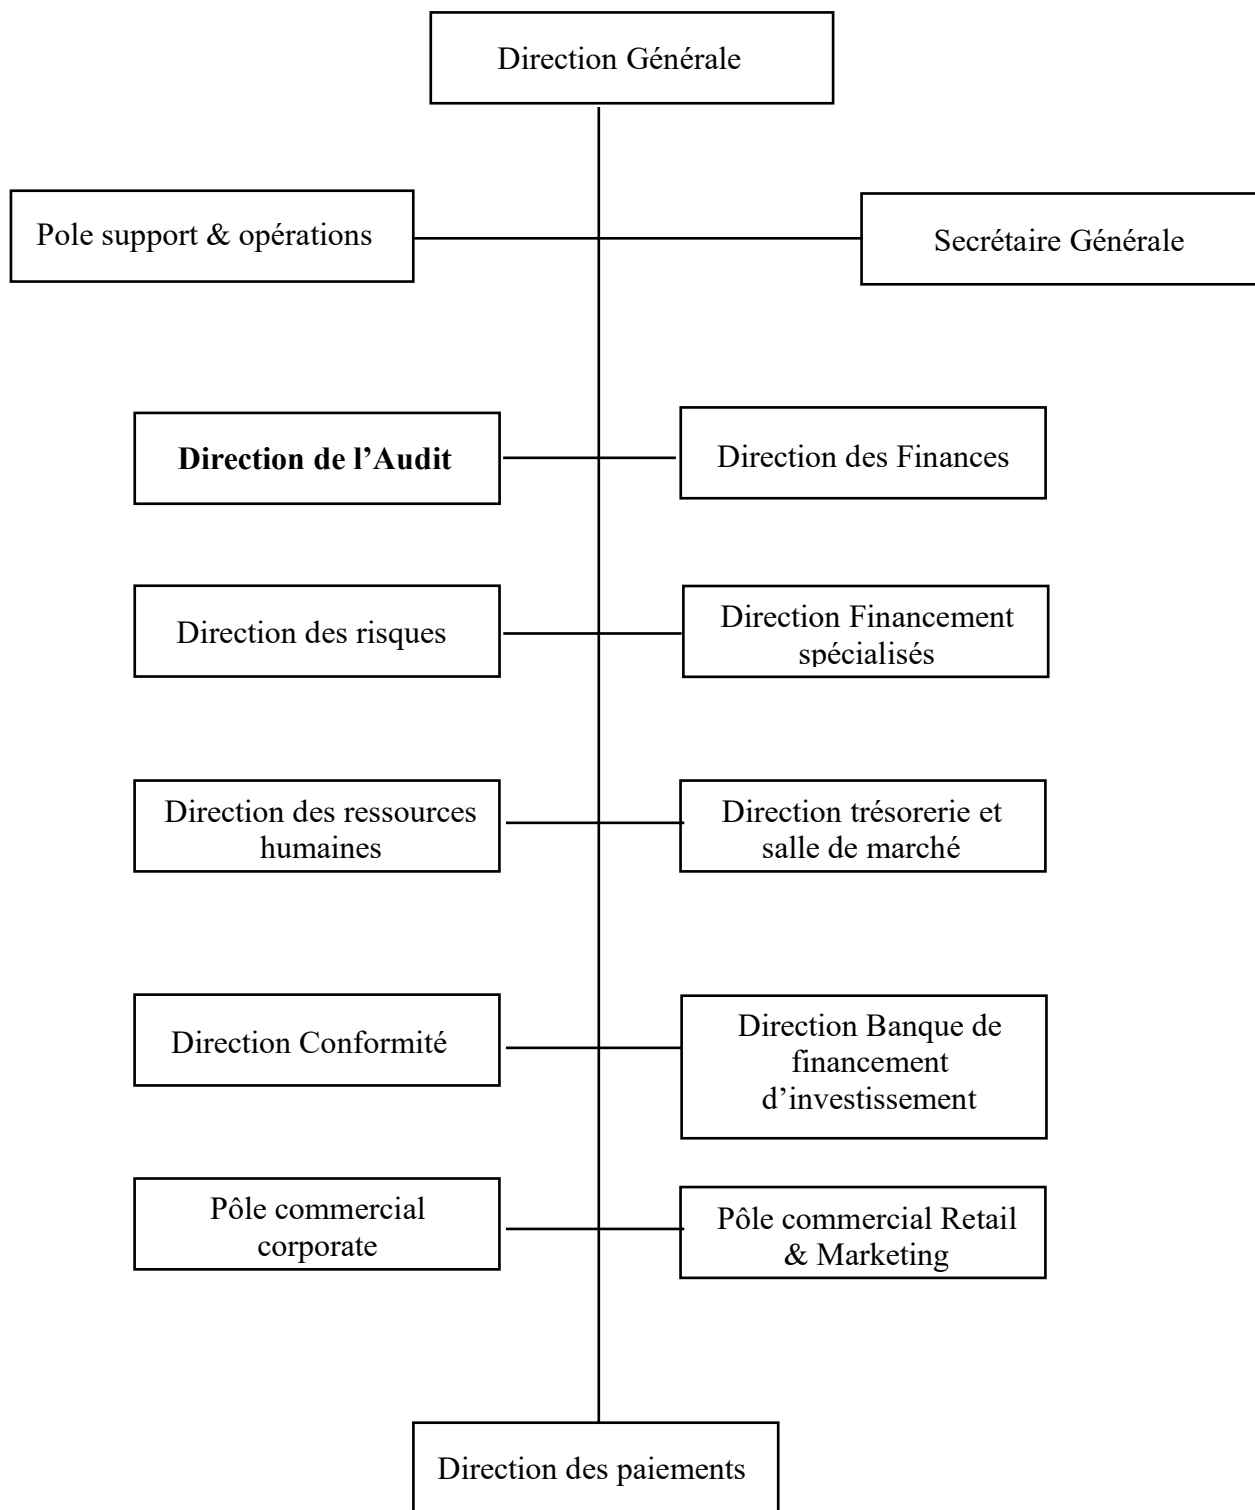 Direction Générale
Pole support & opérations
Secrétaire Générale
Direction de l’Audit
Direction des Finances
Direction des risques
Direction Financement
spécialisés
Direction des ressources
humaines
Direction trésorerie et
salle de marché
Direction Conformité
Direction Banque de
financement
d’investissement
Pôle commercial
corporate
Pôle commercial Retail
& Marketing
Direction des paiements